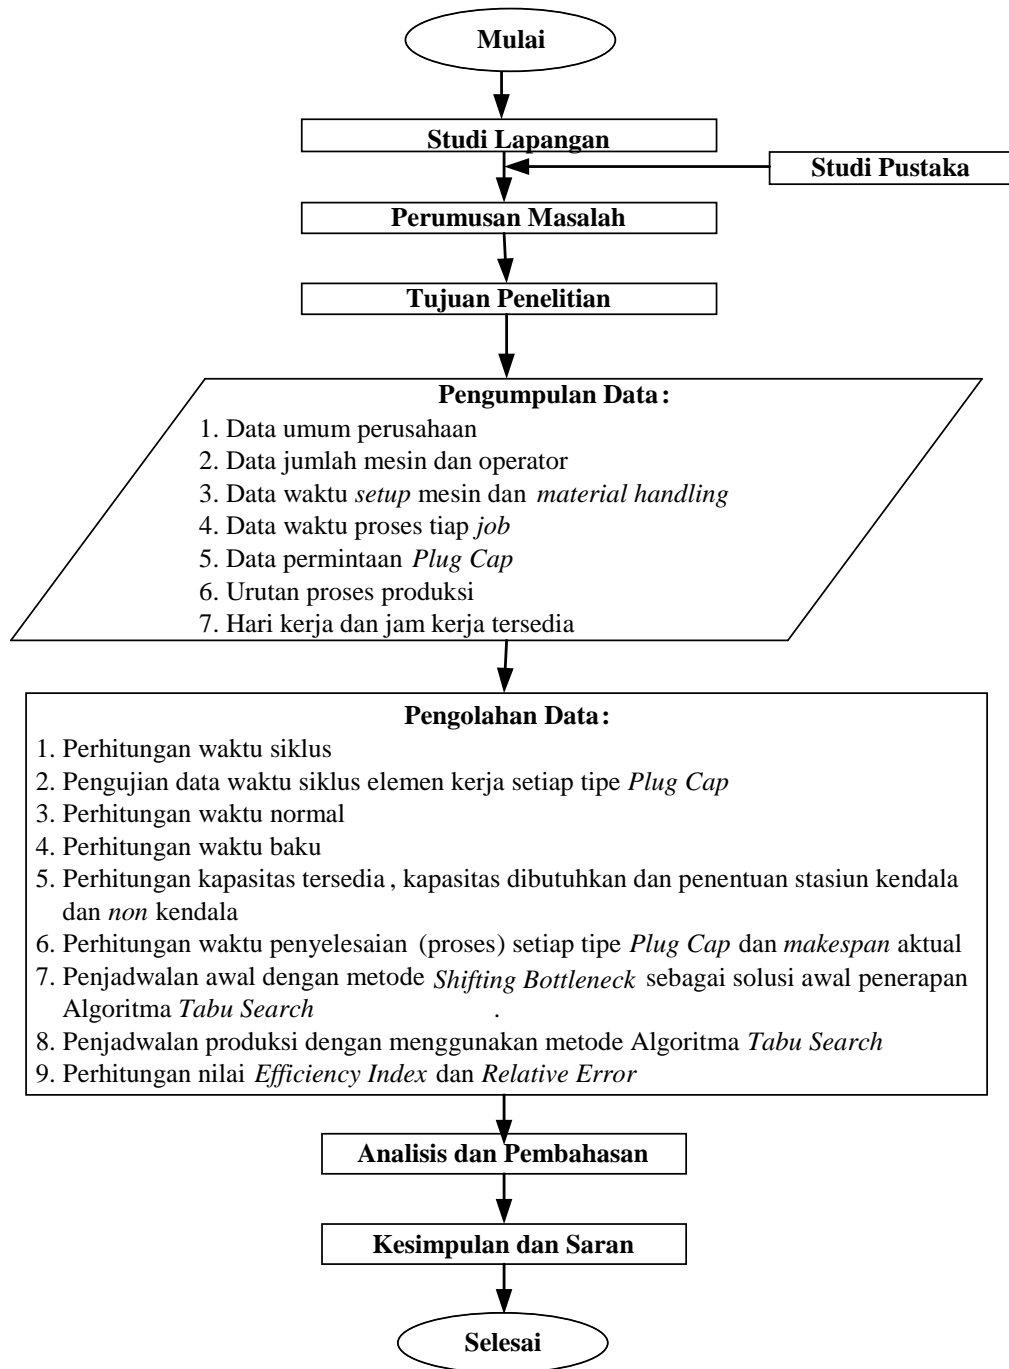 Mulai
Studi Lapangan
Studi Pustaka
Perumusan Masalah
Tujuan Penelitian
Pengumpulan Data:
1. Data umum perusahaan
2. Data jumlah mesin dan operator
3. Data waktu setup mesin dan material handling
4. Data waktu proses tiap job
5. Data permintaan Plug Cap
6. Urutan proses produksi
7. Hari kerja dan jam kerja tersedia
Pengolahan Data:
1. Perhitungan waktu siklus
2. Pengujian data waktu siklus elemen kerja setiap tipe Plug Cap
3. Perhitungan waktu normal
4. Perhitungan waktu baku
5. Perhitungan kapasitas tersedia, kapasitas dibutuhkan dan penentuan stasiun kendala
dan non kendala
6. Perhitungan waktu penyelesaian (proses) setiap tipe Plug Cap dan makespan aktual
7. Penjadwalan awal dengan metode Shifting Bottleneck sebagai solusi awal penerapan
Algoritma Tabu Search .
8. Penjadwalan produksi dengan menggunakan metode Algoritma Tabu Search
9. Perhitungan nilai Efficiency Index dan Relative Error
Analisis dan Pembahasan
Kesimpulan dan Saran
Selesai